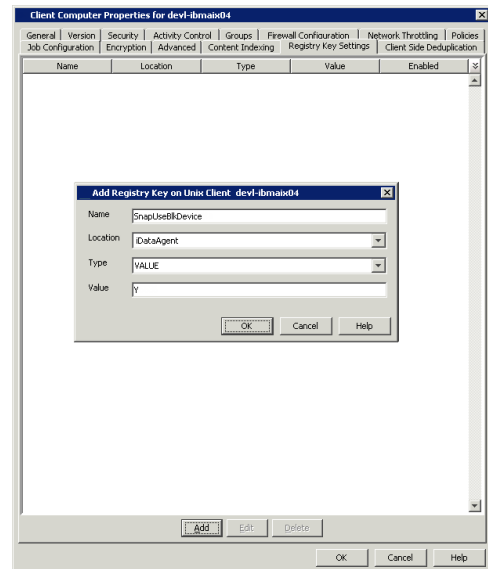 Client Computer Properties for devl-ibmaix04
General Version Security Activity Control Groups Firewall Configuration Network Throttling Policies
Job Configuration Encryption Advanced Content Indexing Registry Key Settings Client Side Deduplication
Name Location Type Value Enabled
Add Registry Key on Unix Client devl-ibmaix04
Name SnapUseBlkDevice
Location iDataAgent
Type VALUE
Value Y
OK Cancel Help
Add Edit Delete
OK Cancel Help